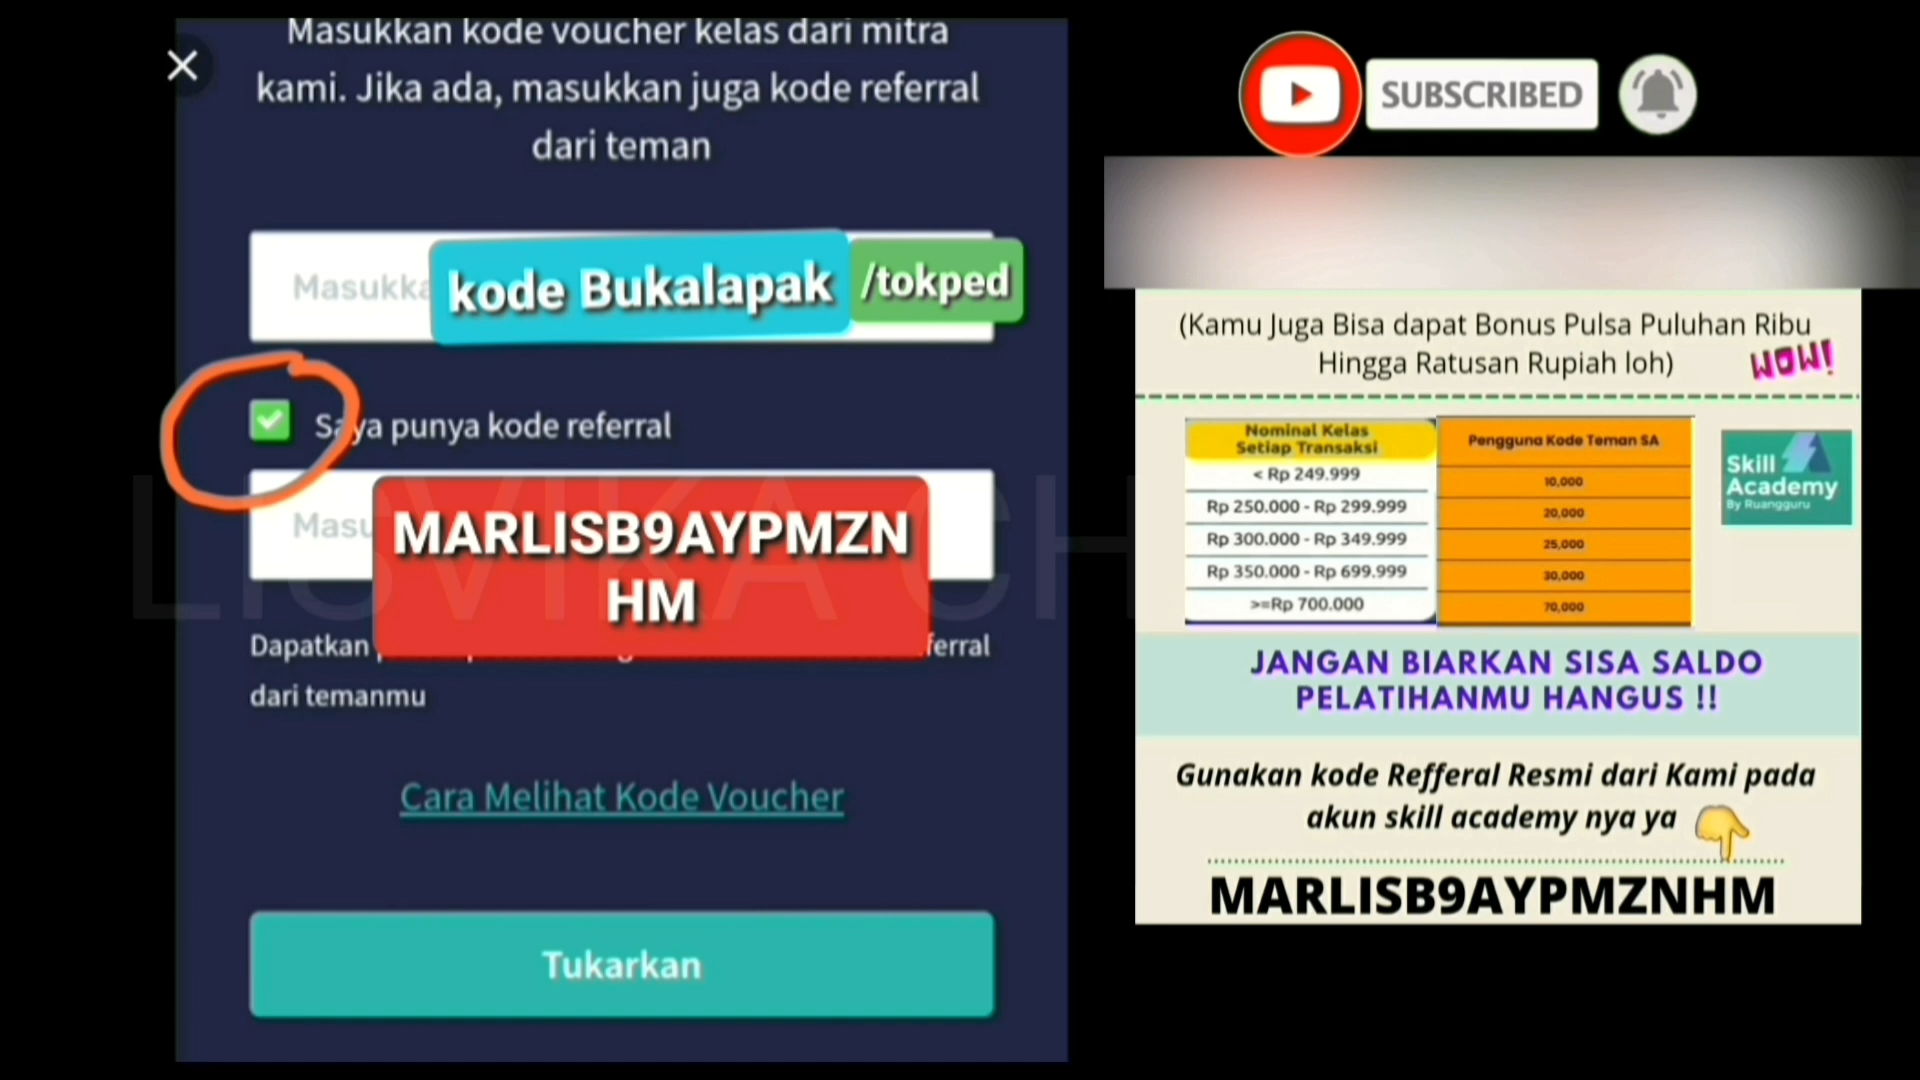 Masukkan kode voucher kelas dari mitra
kami. Jika ada, masukkan juga kode referral
dari teman
kode Bukalapak /tokped
Saya punya kode referral
MARLISB9AYPMZN
HM
Dapatkan
dari temanmu
Cara Melihat Kode Voucher
Tukarkan
SUBSCRIBED
(Kamu Juga Bisa dapat Bonus Pulsa Puluhan Ribu
Hingga Ratusan Rupiah loh)
WOW!
Nominal Kelas
Setiap Transaksi
Pengguna Kode Teman SA
< Rp 249.999
10,000
Rp 250.000 - Rp 299.999
20,000
Rp 300.000 - Rp 349.999
25,000
Rp 350.000 - Rp 699.999
30,000
>=Rp 700.000
70,000
Skill
Academy
By Ruangguru
JANGAN BIARKAN SISA SALDO
PELATIHANMU HANGUS !!
Gunakan kode Refferal Resmi dari Kami pada
akun skill academy nya ya
MARLISB9AYPMZNHM
LISVIKA CH